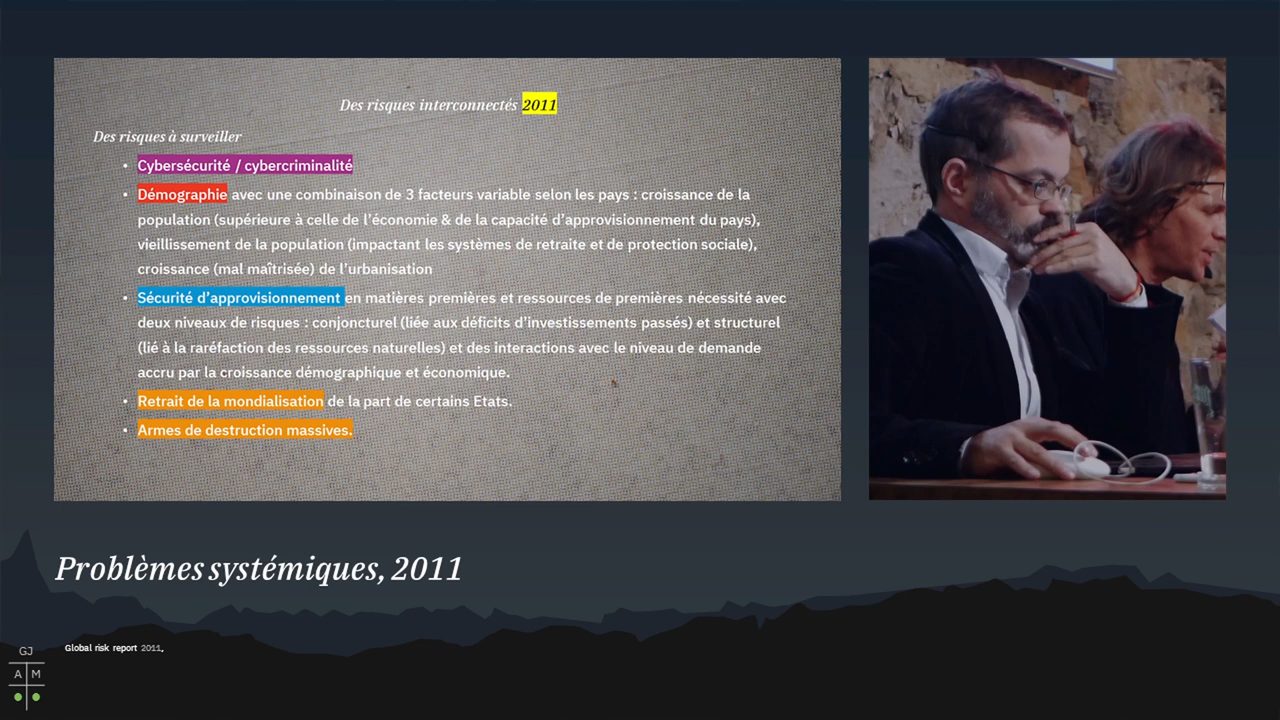 Des risques interconnectés 2011
Des risques à surveiller
• Cybersécurité / cybercriminalité
• Démographie avec une combinaison de 3 facteurs variable selon les pays : croissance de la
population (supérieure à celle de l’économie & de la capacité d’approvisionnement du pays),
vieillissement de la population (impactant les systèmes de retraite et de protection sociale),
croissance (mal maîtrisée) de l’urbanisation
• Sécurité d’approvisionnement en matières premières et ressources de premières nécessité avec
deux niveaux de risques : conjoncturel (liée aux déficits d’investissements passés) et structurel
(lié à la raréfaction des ressources naturelles) et des interactions avec le niveau de demande
accru par la croissance démographique et économique.
• Retrait de la mondialisation de la part de certains Etats.
• Armes de destruction massives.
Problèmes systémiques, 2011
Global risk report 2011.
GJ
A M